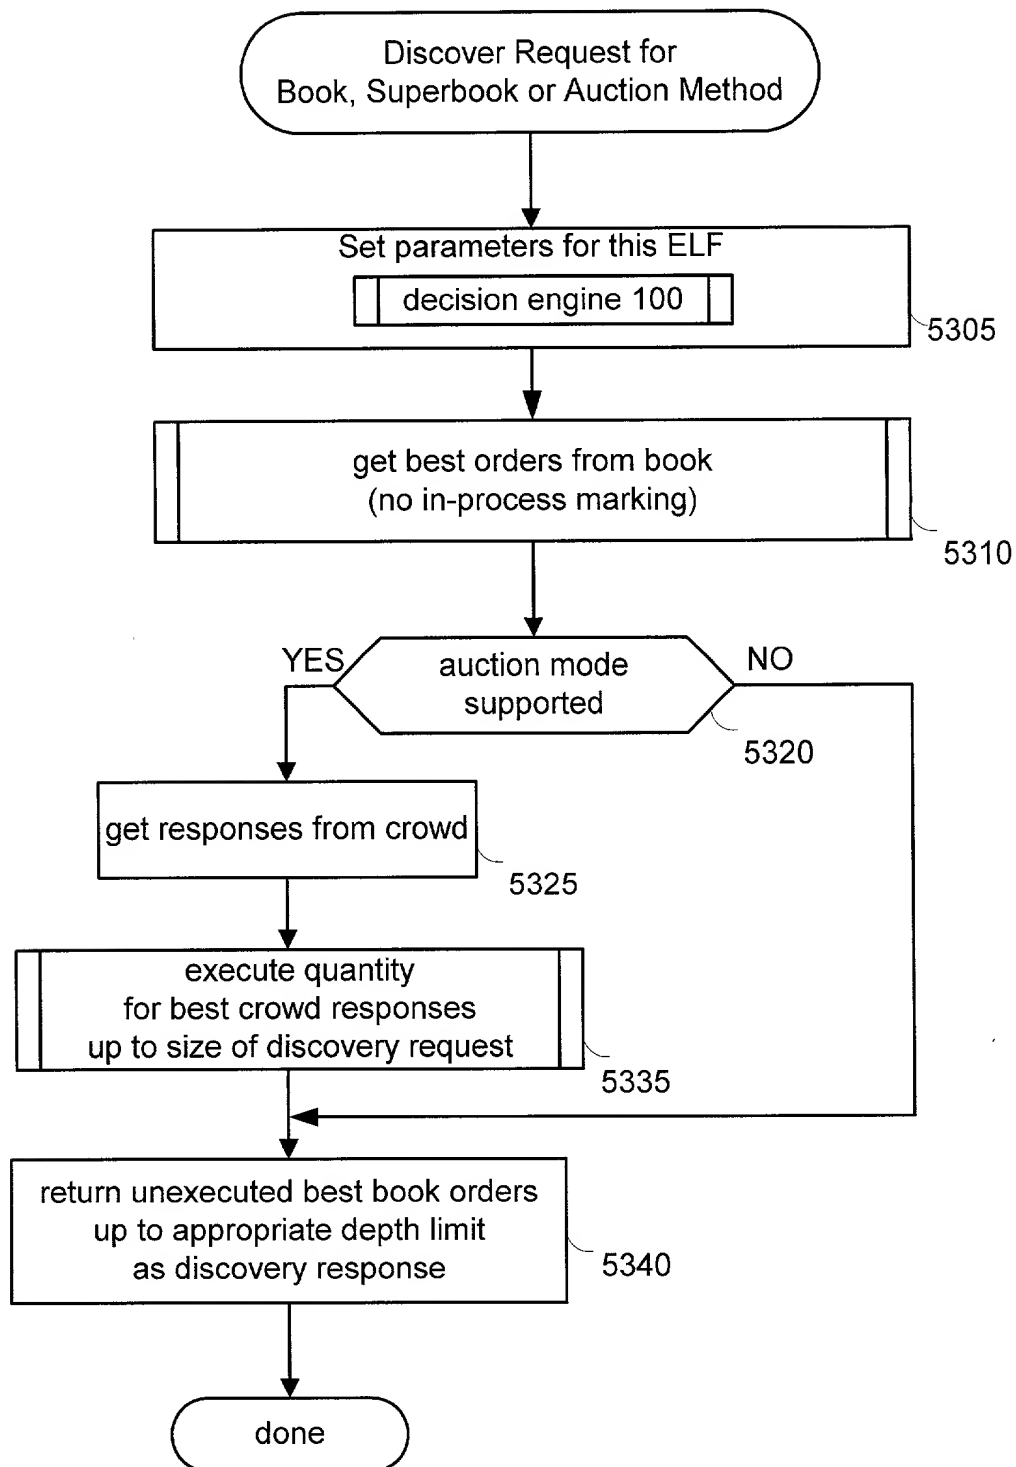 Discover Request for
Book, Superbook or Auction Method
Set parameters for this ELF
decision engine 100
5305
get best orders from book
(no in-process marking)
5310
YES
auction mode
supported
NO
5320
get responses from crowd
5325
execute quantity
for best crowd responses
up to size of discovery request
5335
return unexecuted best book orders
up to appropriate depth limit
as discovery response
5340
done